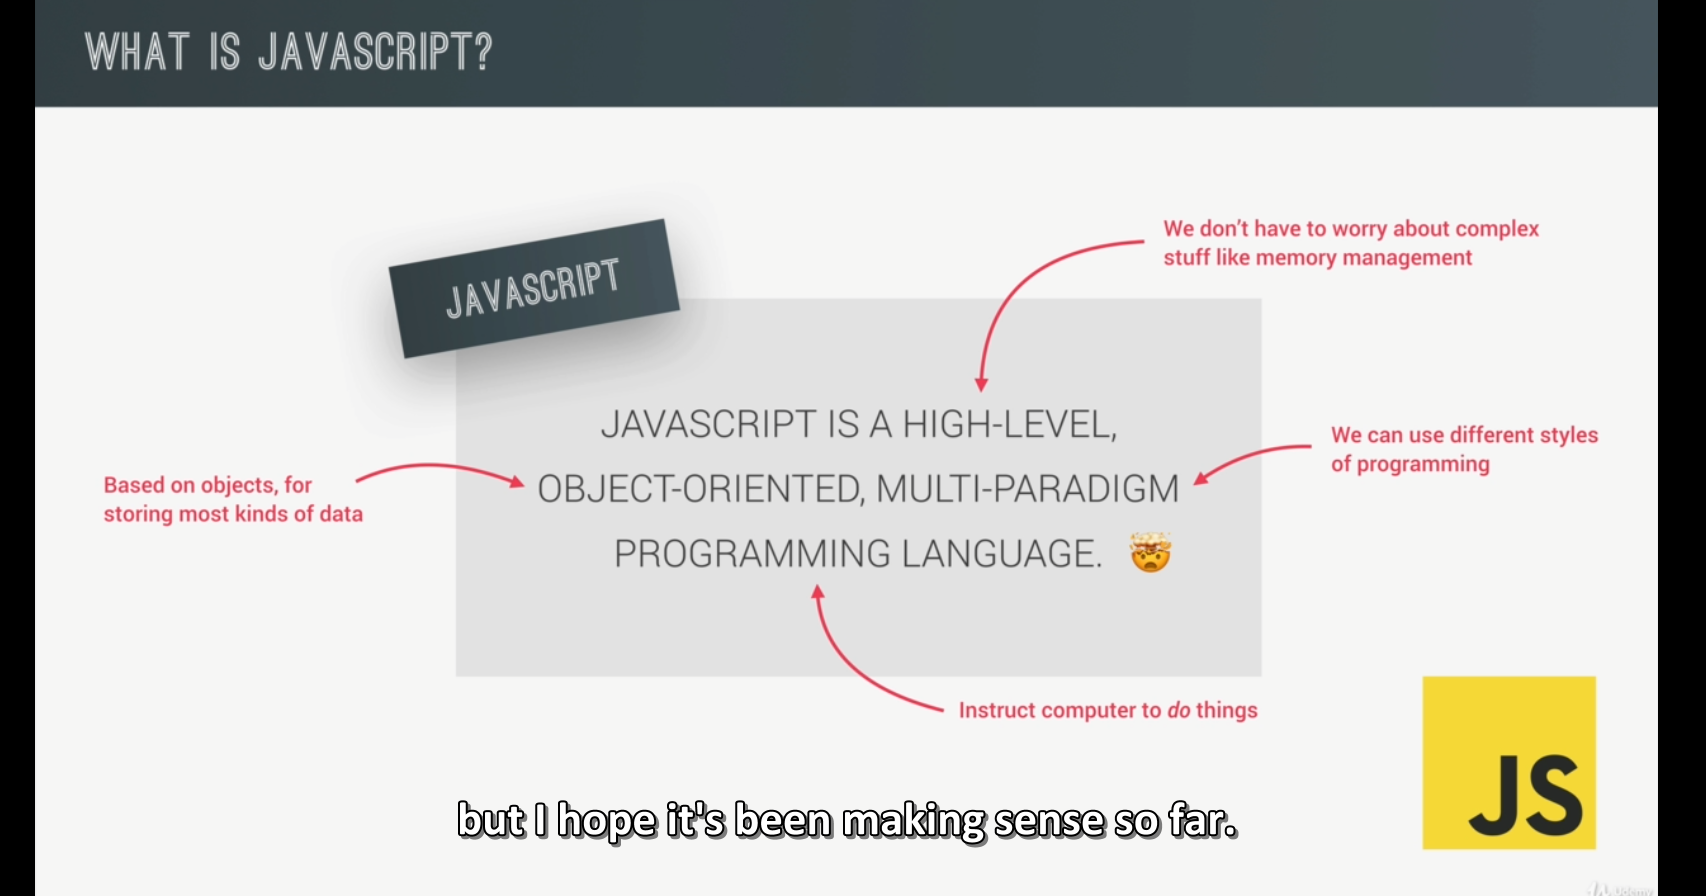 WHAT IS JAVASCRIPT?
We don't have to worry about complex
stuff like memory management
JAVASCRIPT
JAVASCRIPT IS A HIGH-LEVEL,
OBJECT-ORIENTED, MULTI-PARADIGM
PROGRAMMING LANGUAGE.
We can use different styles
of programming
Based on objects, for
storing most kinds of data
Instruct computer to do things
JS
but I hope it's been making sense so far.
Udemy